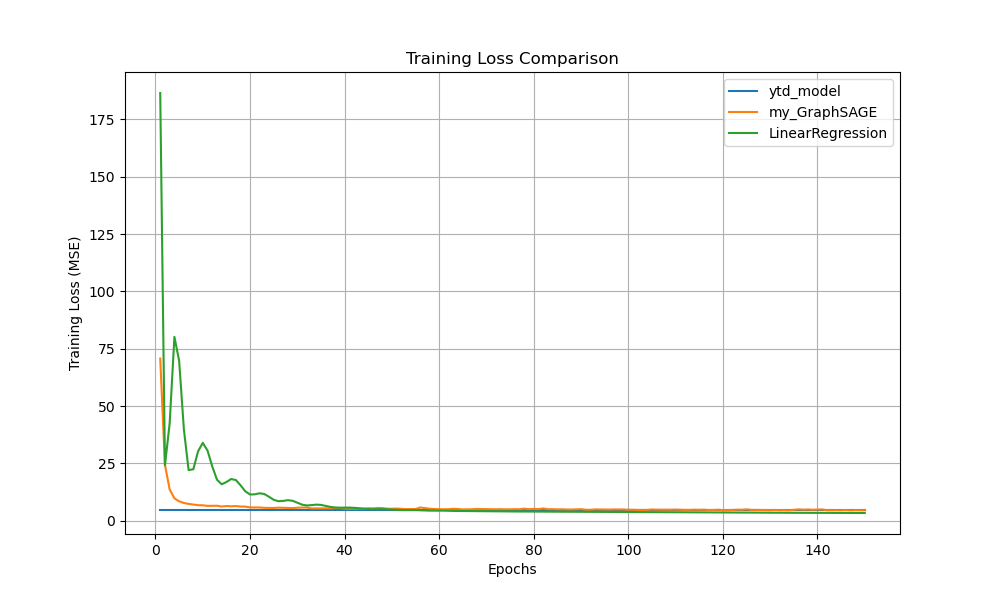 Training Loss Comparison
ytd_model
my_GraphSAGE
LinearRegression
Training Loss (MSE)
175
150
125
100
75
50
25
0
0 20 40 60 80 100 120 140
Epochs